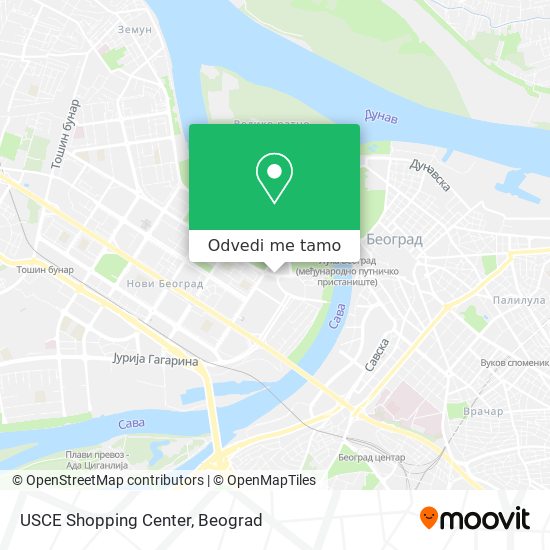 Земун
Дунав
Велико ратно
Тошин бунар
Дунавска
Odvedi me tamo
Београд
Лука Београд
(међународно путничко
пристаниште)
Тошин бунар
Нови Београд
Палилула
Сава
Савска
Јурија Гагарина
Вуков споменик
Врачар
Сава
Плави превоз -
Ада Циганлија
Београд центар
© OpenStreetMap contributors | © OpenMapTiles
USCE Shopping Center, Beograd
moovit